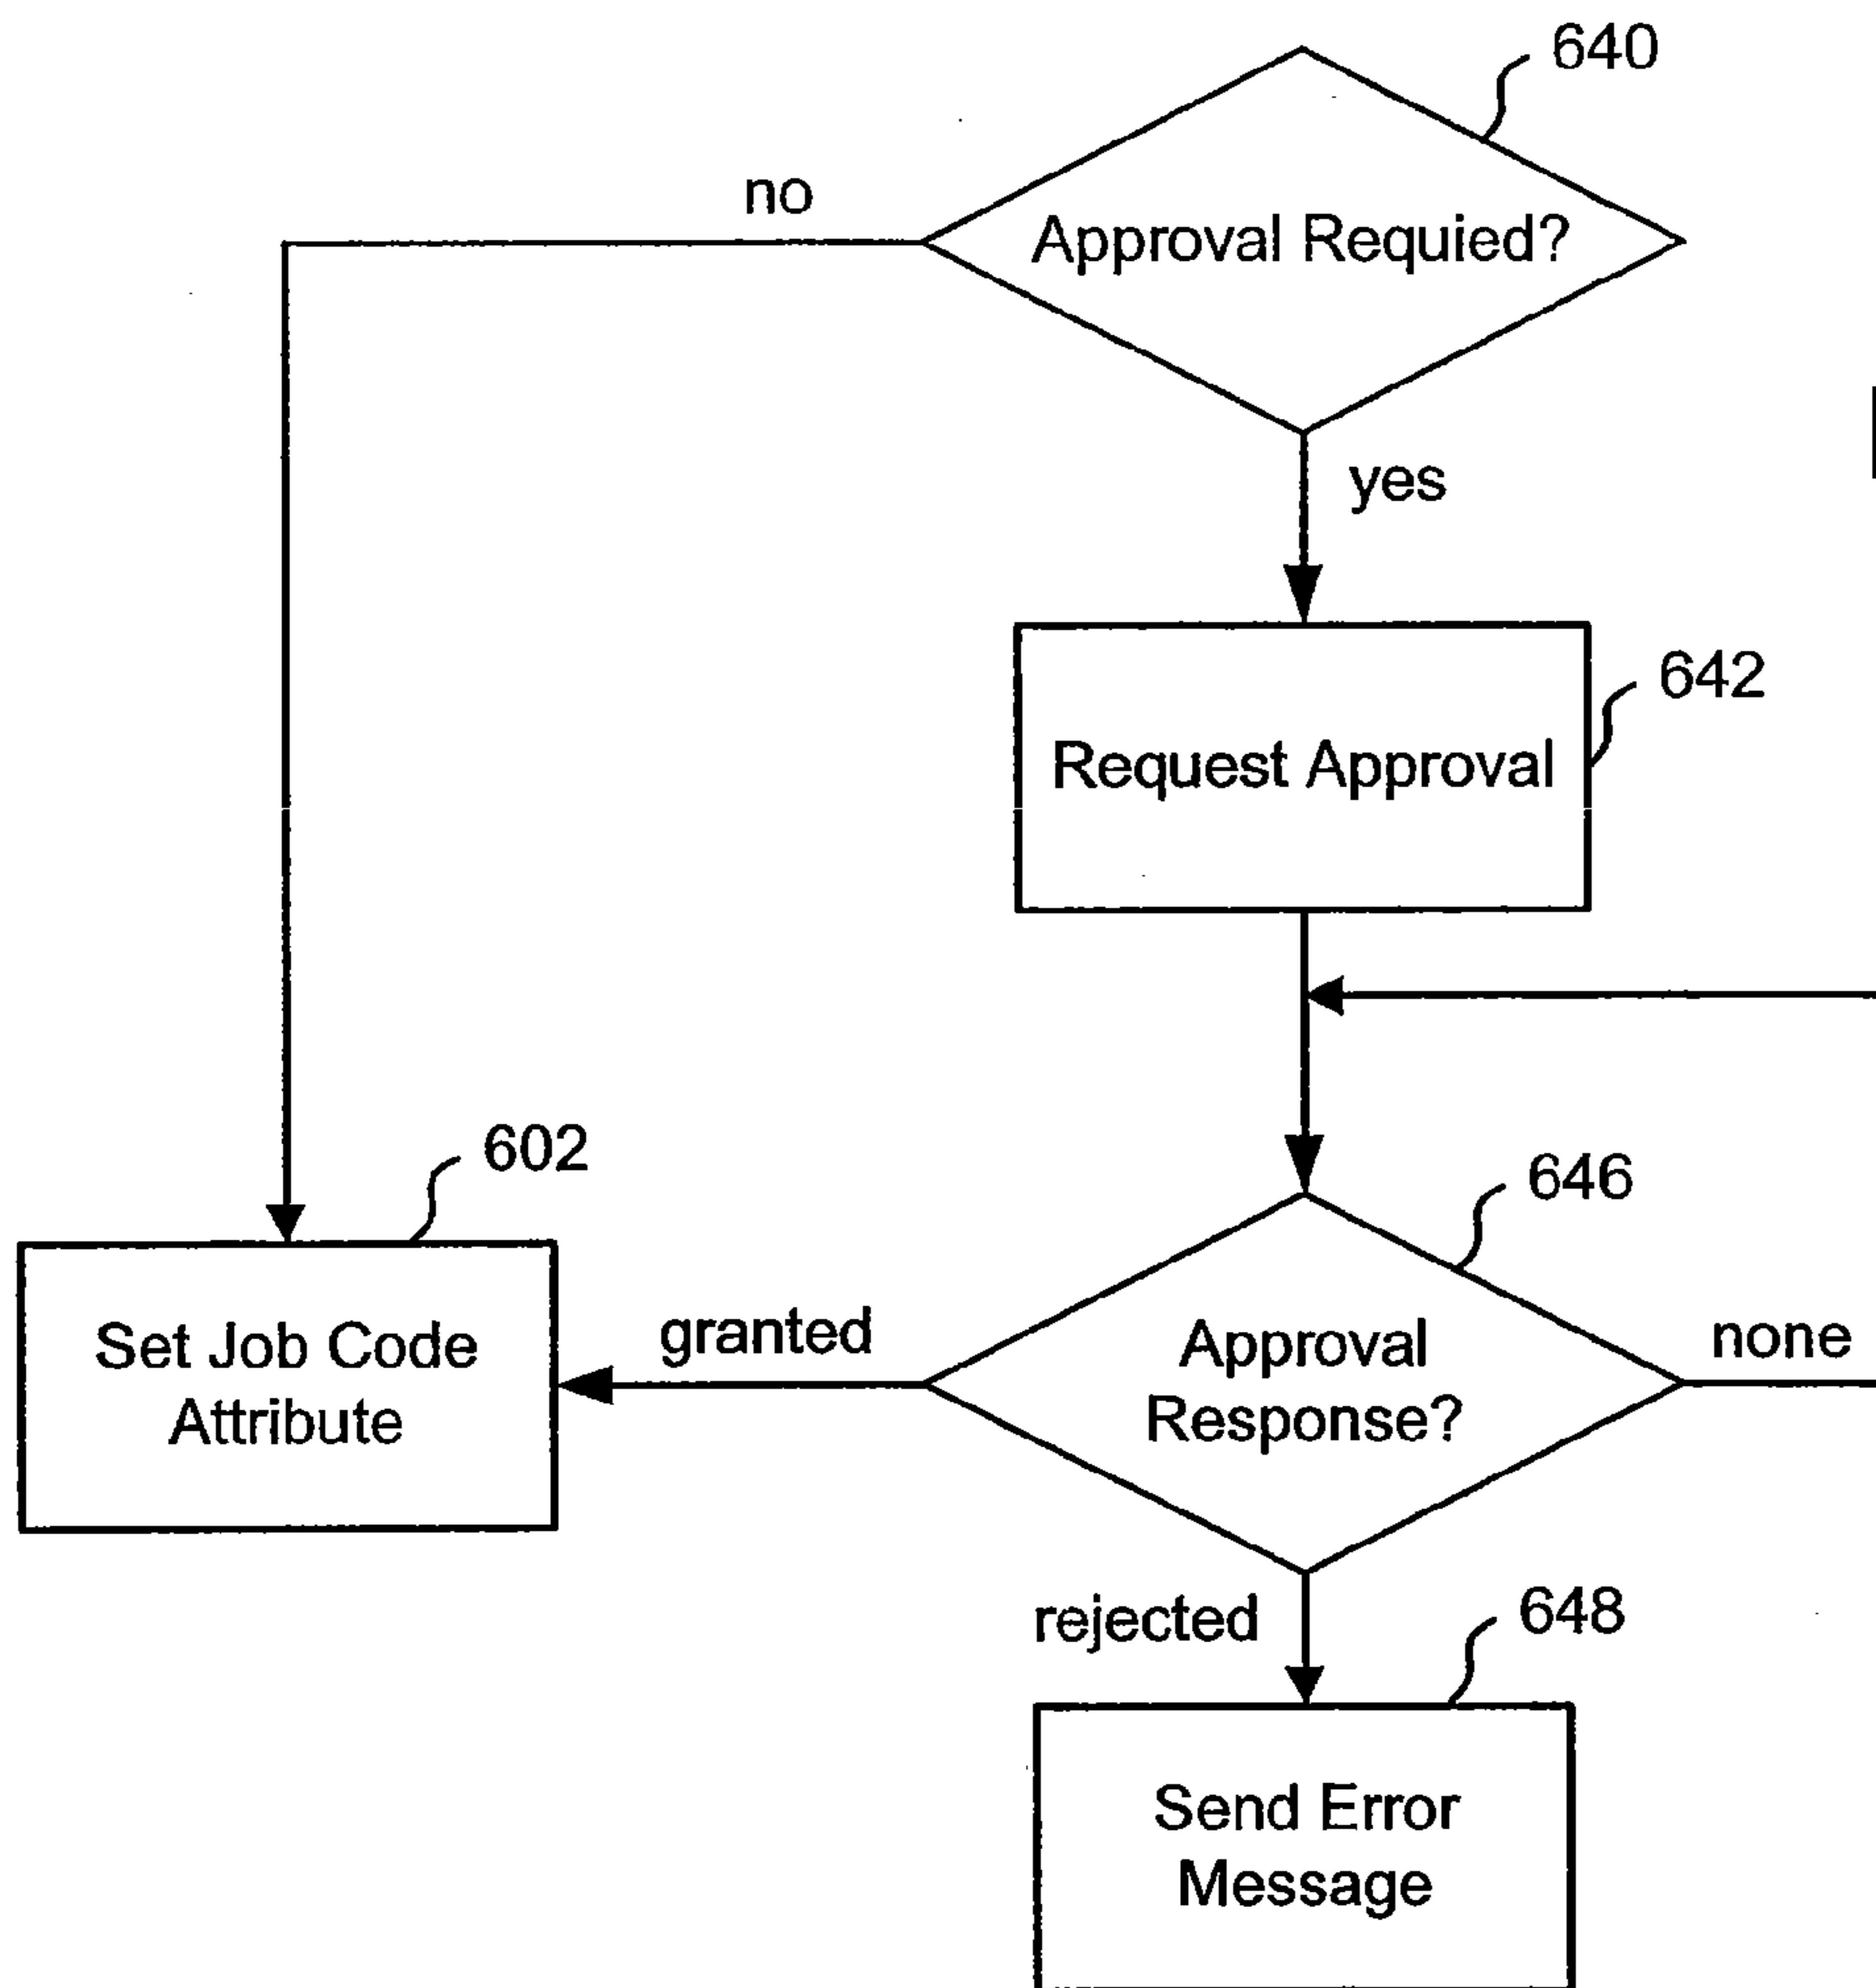 640
no
Approval Requied?
yes
642
Request Approval
602
646
Set Job Code
Attribute
granted
Approval
Response?
none
rejected
648
Send Error
Message